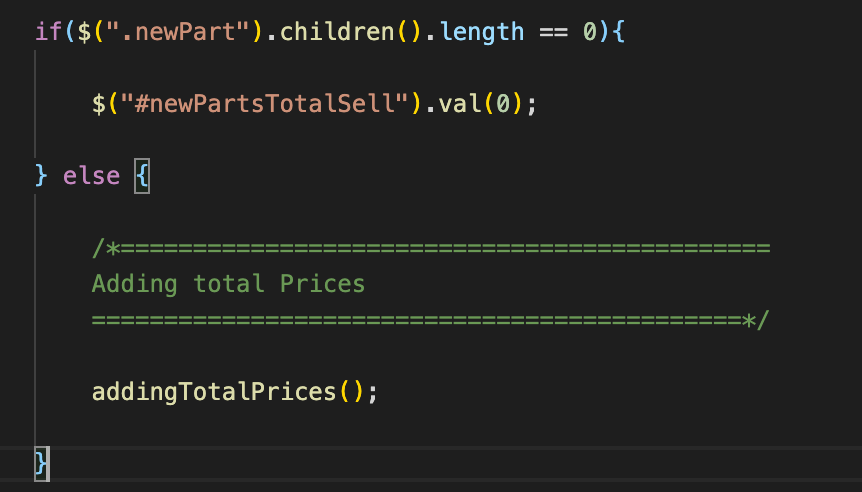 if($(".newPart").children().length == 0){
$("#newPartsTotalSell").val(0);
} else {
/*=============================================
Adding total Prices
=============================================*/
addingTotalPrices();
}